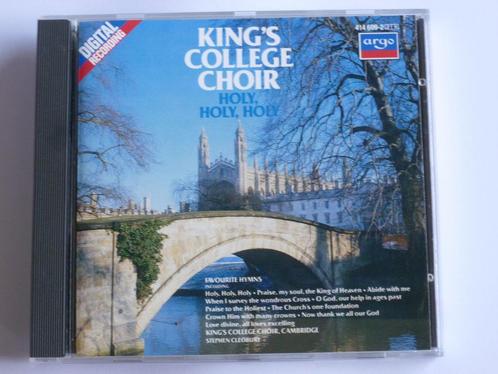 DIGITAL
RECORDING
KING'S
COLLEGE
CHOIR
HOLY,
HOLY, HOLY
argo
FAVOURITE HYMNS
INCLUDING
Holy, Holy, Holy • Praise, my soul, the King of Heaven • Abide with me
When I survey the wondrous Cross • O God, our help in ages past
Praise to the Holiest • The Church's one foundation
Crown Him with many crowns • Now thank we all our God
Love divine, all loves excelling
KING'S COLLEGE CHOIR, CAMBRIDGE
STEPHEN CLEOBURY